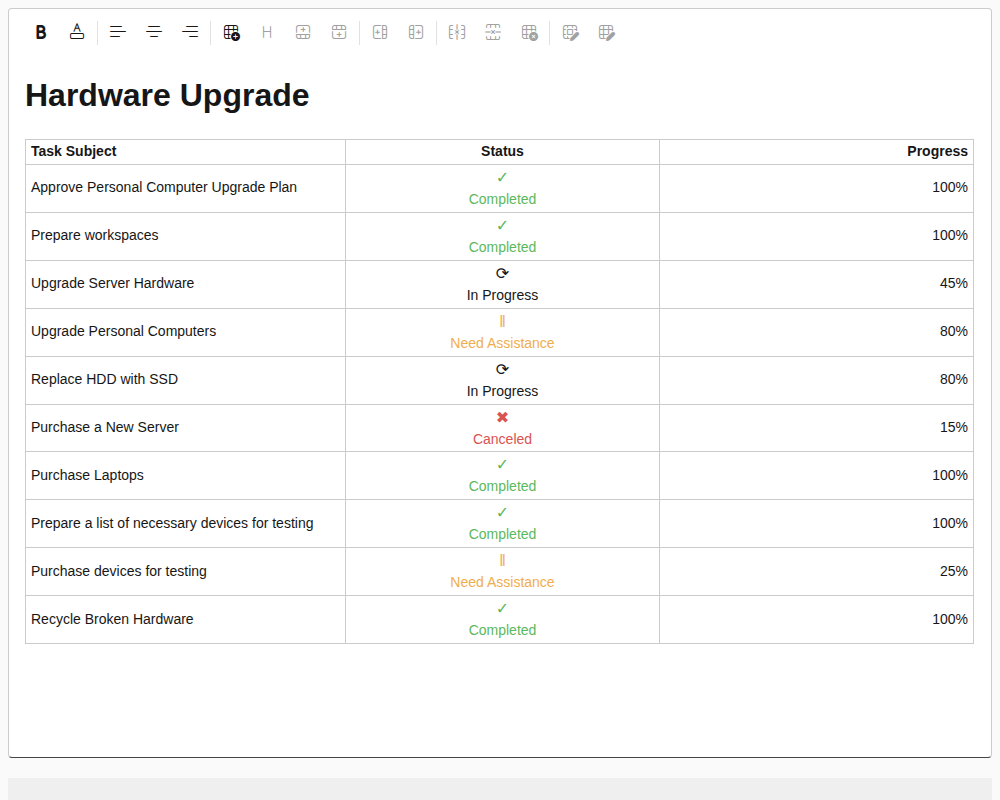 Hardware Upgrade
Task Subject Status Progress
Approve Personal Computer Upgrade Plan ✓ Completed 100%
Prepare workspaces ✓ Completed 100%
Upgrade Server Hardware ⟳ In Progress 45%
Upgrade Personal Computers ‖ Need Assistance 80%
Replace HDD with SSD ⟳ In Progress 80%
Purchase a New Server ✖ Canceled 15%
Purchase Laptops ✓ Completed 100%
Prepare a list of necessary devices for testing ✓ Completed 100%
Purchase devices for testing ‖ Need Assistance 25%
Recycle Broken Hardware ✓ Completed 100%